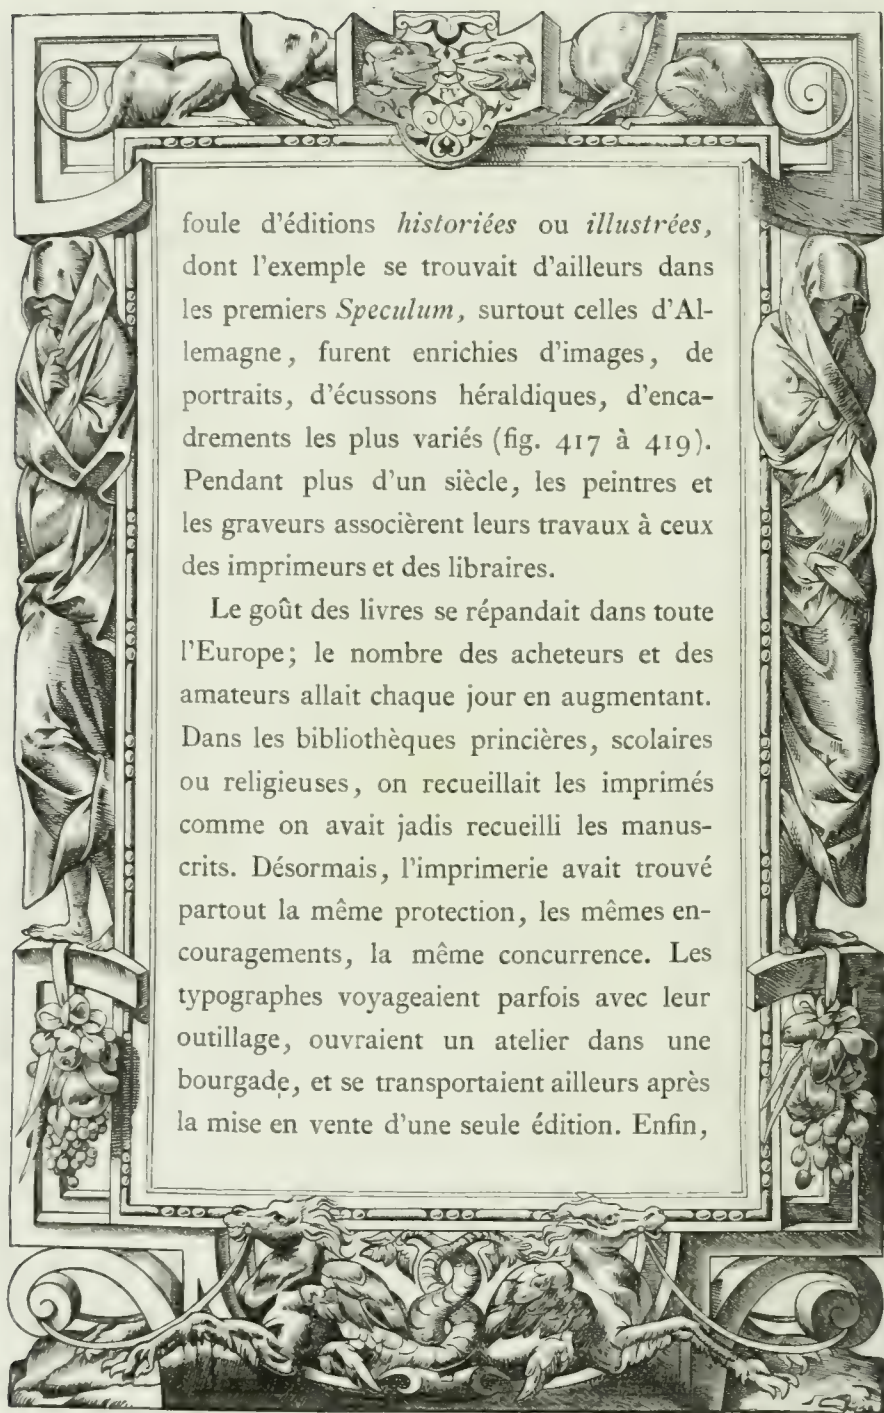 foule d'éditions historiées ou illustrées,
dont l'exemple se trouvait d'ailleurs dans
les premiers Speculum, surtout celles d'Al-
lemagne, furent enrichies d'images, de
portraits, d'écussons héraldiques, d'enca-
drements les plus variés (fig. 417 à 419).
Pendant plus d'un siècle, les peintres et
les graveurs associèrent leurs travaux à ceux
des imprimeurs et des libraires.
Le goût des livres se répandait dans toute
l'Europe; le nombre des acheteurs et des
amateurs allait chaque jour en augmentant.
Dans les bibliothèques princières, scolaires
ou religieuses, on recueillait les imprimés
comme on avait jadis recueilli les manus-
crits. Désormais, l'imprimerie avait trouvé
partout la même protection, les mêmes en-
couragements, la même concurrence. Les
typographes voyageaient parfois avec leur
outillage, ouvraient un atelier dans une
bourgade, et se transportaient ailleurs après
la mise en vente d'une seule édition. Enfin,